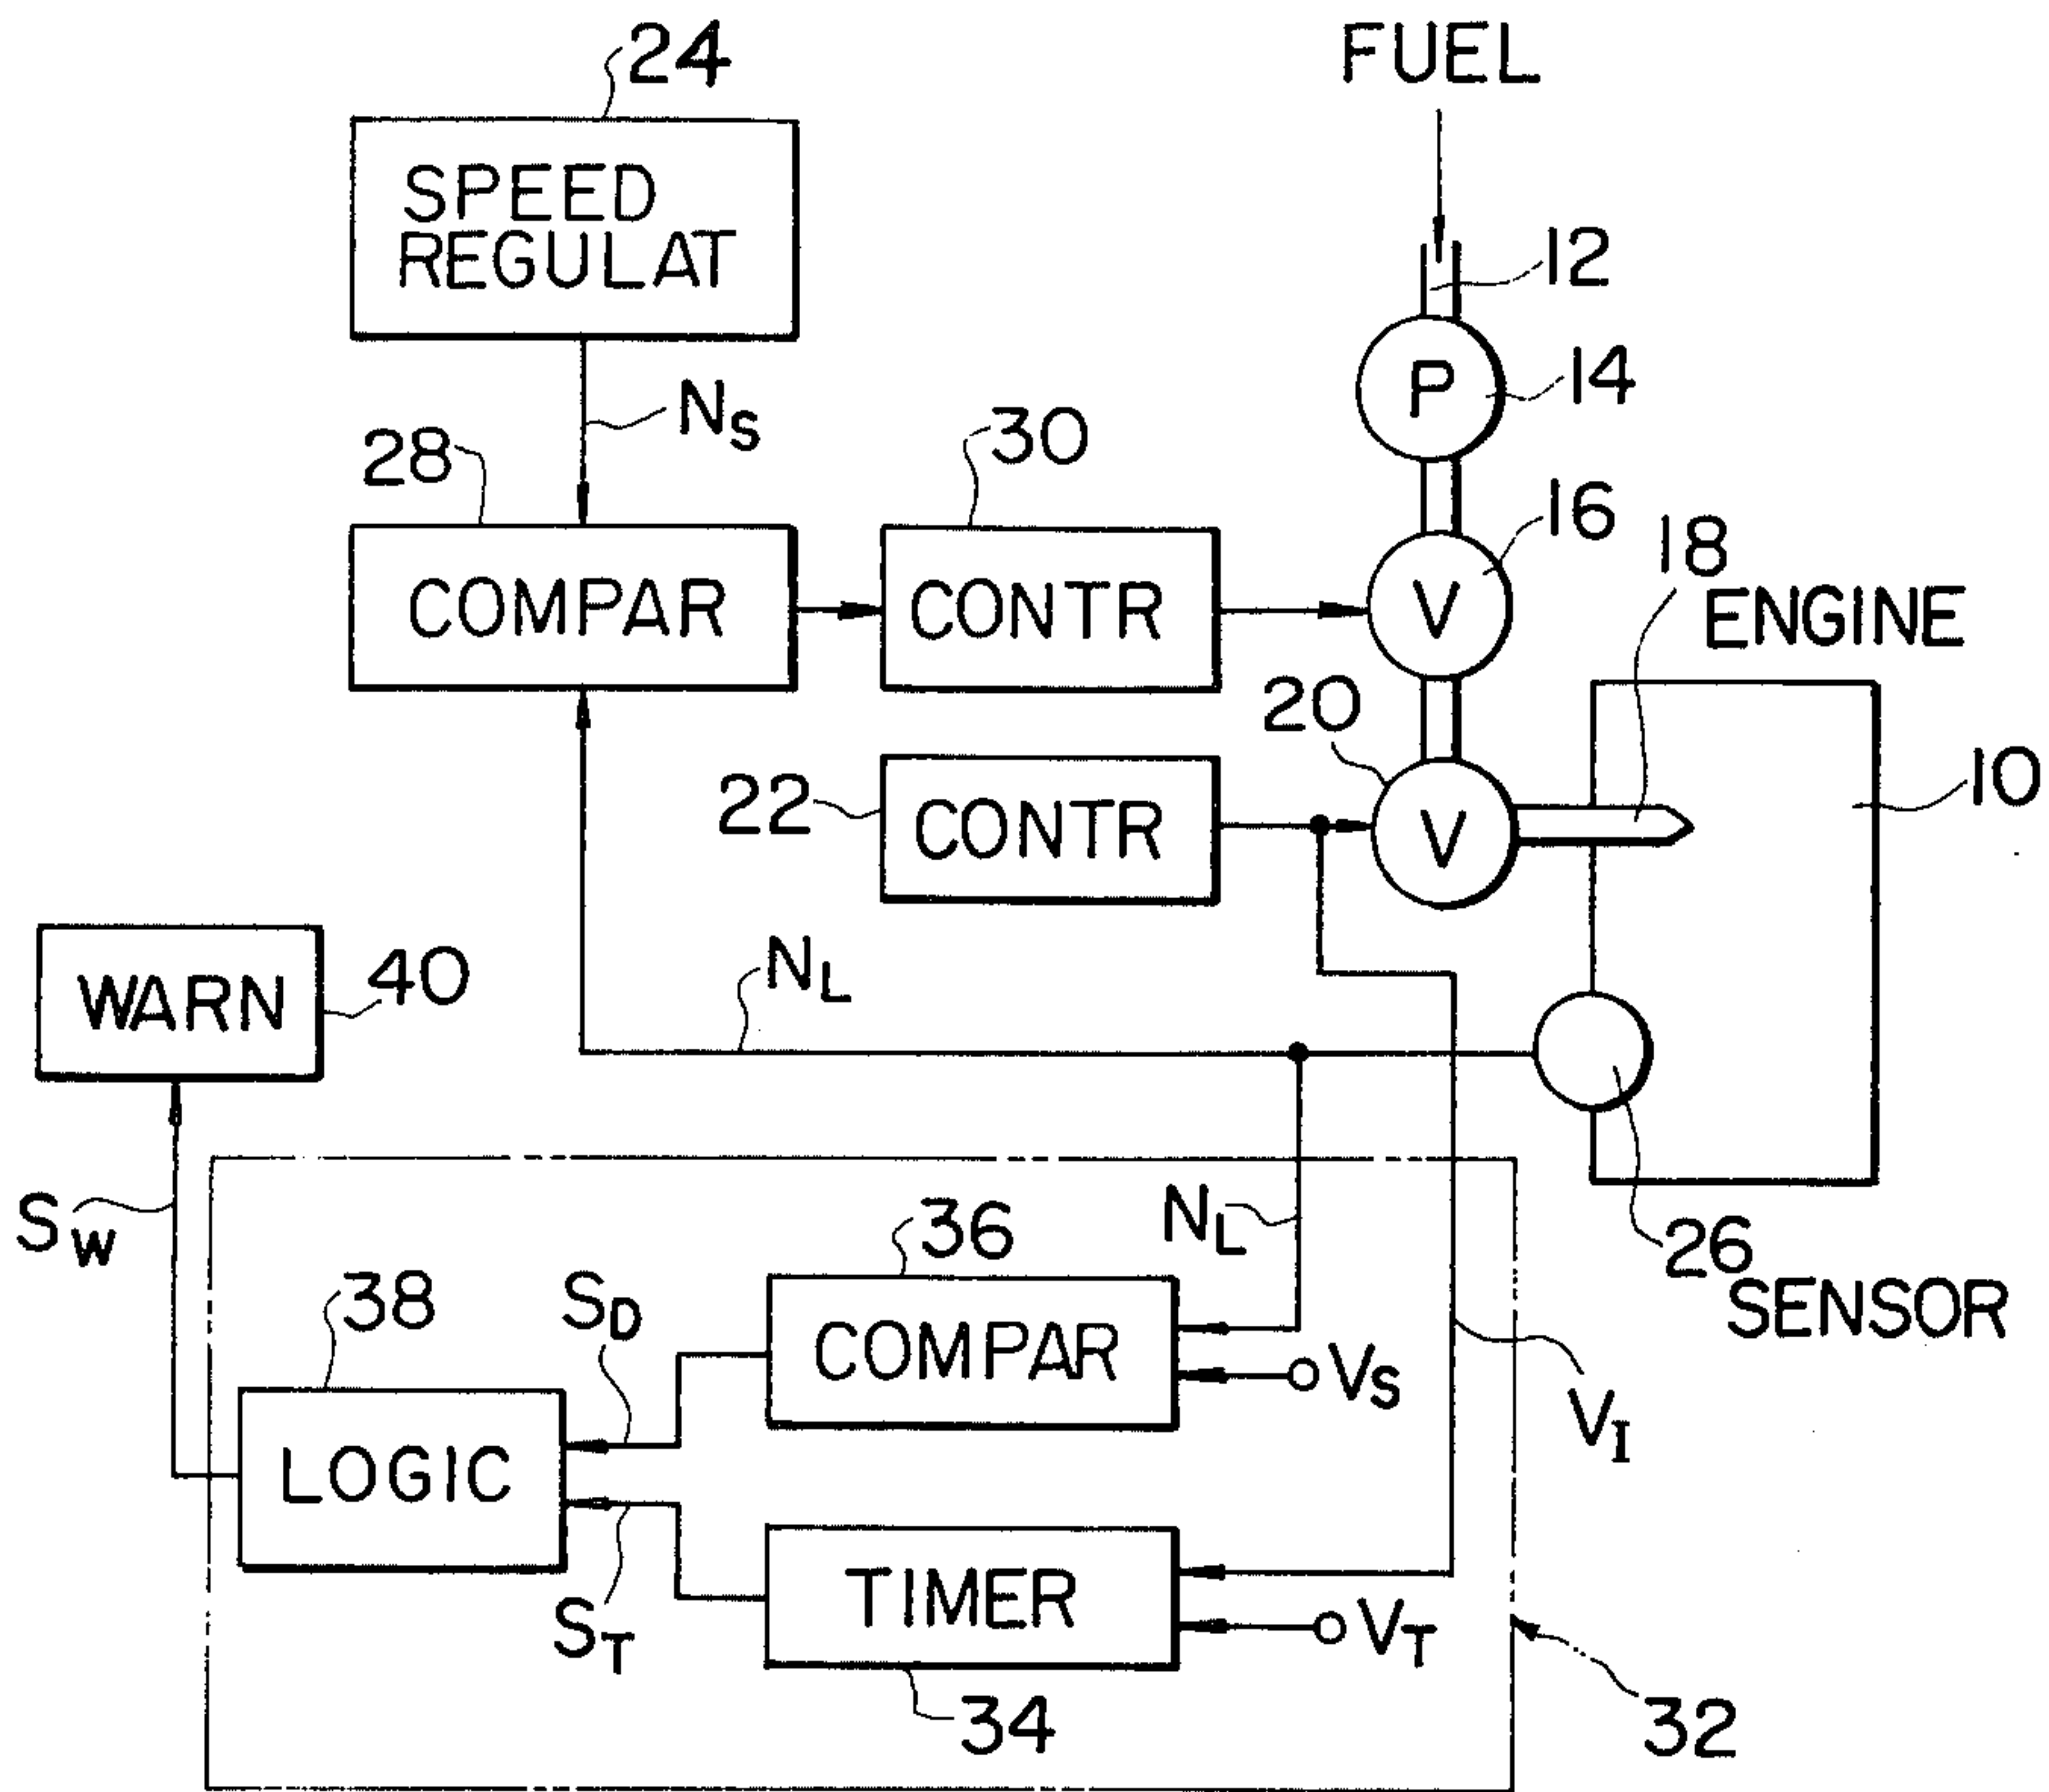 24
FUEL
SPEED
REGULAT
12
P
14
NS
28
30
16
18
ENGINE
COMPAR
CONTR
V
20
22
CONTR
V
10
WARN
40
NL
SW
NL
36
26
SENSOR
38
SD
COMPAR
VS
VI
LOGIC
TIMER
ST
VT
34
32